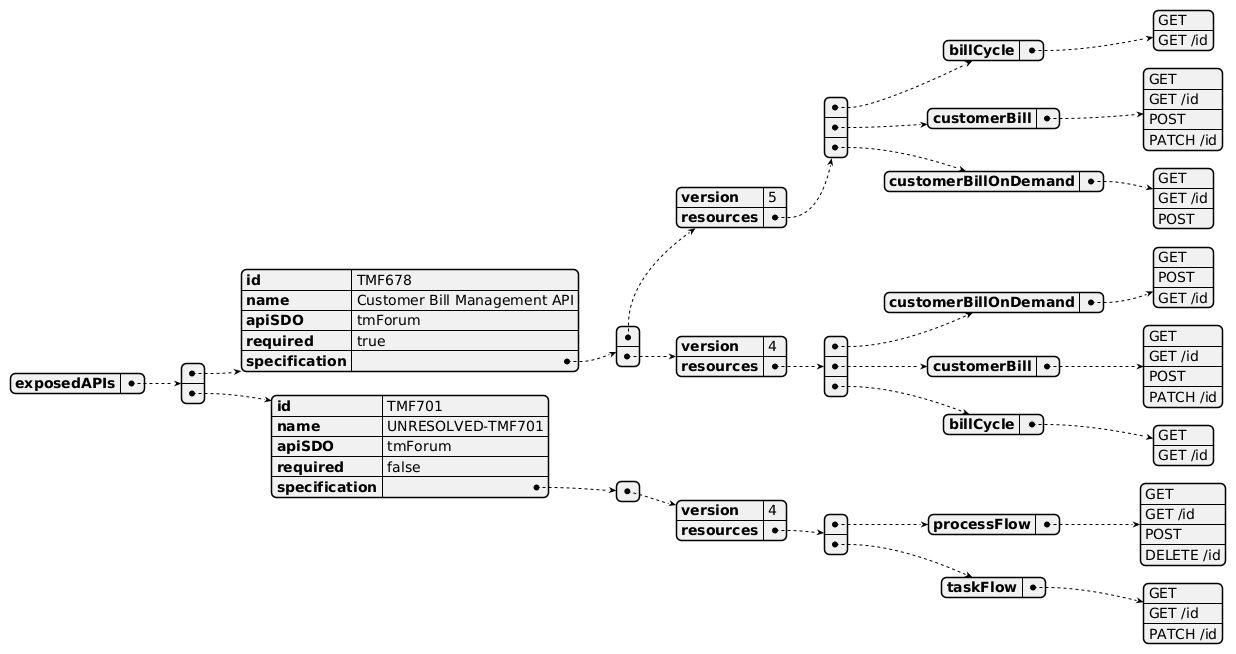 exposedAPIs
id TMF678
name Customer Bill Management API
apiSDO tmForum
required true
specification
version 5
resources
billCycle
GET
GET /id
customerBill
GET
GET /id
POST
PATCH /id
customerBillOnDemand
GET
GET /id
POST
version 4
resources
customerBillOnDemand
GET
POST
GET /id
customerBill
GET
GET /id
POST
PATCH /id
billCycle
GET
GET /id
id TMF701
name UNRESOLVED-TMF701
apiSDO tmForum
required false
specification
version 4
resources
processFlow
GET
GET /id
POST
DELETE /id
taskFlow
GET
GET /id
PATCH /id